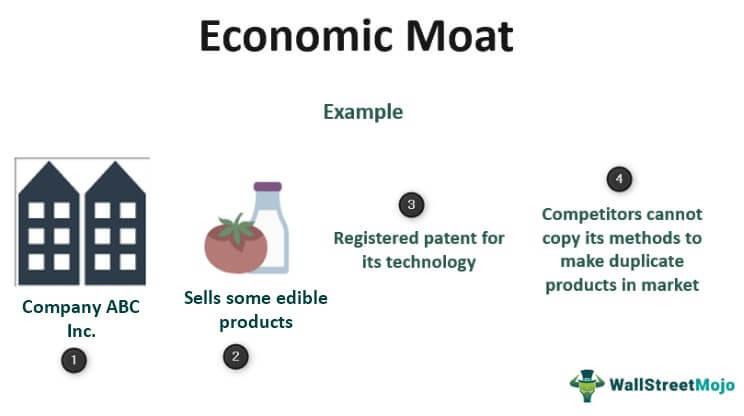 Economic Moat
Example
Company ABC
Inc.
1
Sells some edible
products
2
3
Registered patent for
its technology
4
Competitors cannot
copy its methods to
make duplicate
products in market
WallStreetMojo